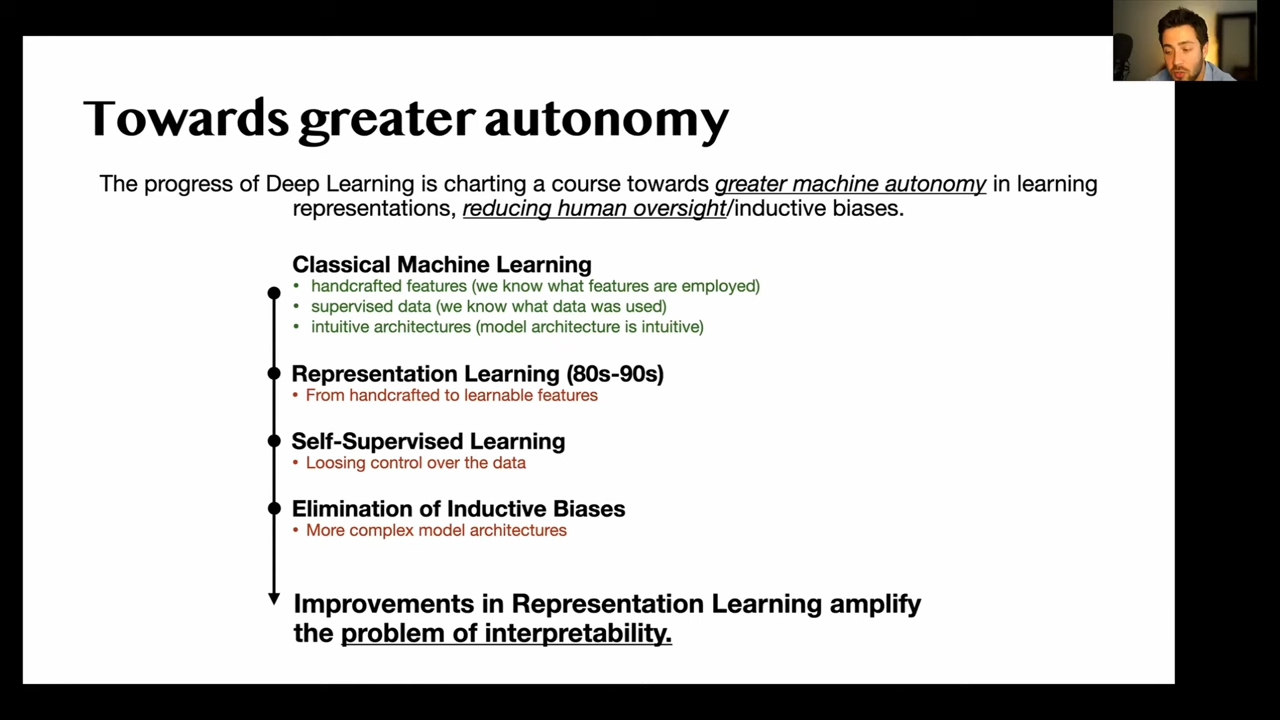 Towards greater autonomy
The progress of Deep Learning is charting a course towards greater machine autonomy in learning
representations, reducing human oversight/inductive biases.
Classical Machine Learning
• handcrafted features (we know what features are employed)
• supervised data (we know what data was used)
• intuitive architectures (model architecture is intuitive)
Representation Learning (80s-90s)
• From handcrafted to learnable features
Self-Supervised Learning
• Loosing control over the data
Elimination of Inductive Biases
• More complex model architectures
Improvements in Representation Learning amplify
the problem of interpretability.